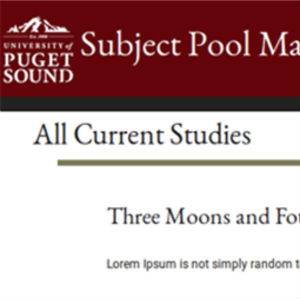 Est. 1888
UNIVERSITY of
PUGET
SOUND
Subject Pool Ma
All Current Studies
Three Moons and Fou
Lorem Ipsum is not simply random t